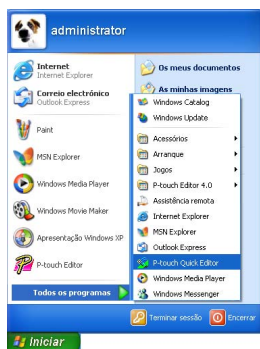 administrator
Internet
Internet Explorer
Correio electrónico
Outlook Express
Paint
MSN Explorer
Windows Media Player
Windows Movie Maker
Apresentação Windows XP
P-touch Editor
Todos os programas
Os meus documentos
As minhas imagens
Windows Catalog
Windows Update
Acessórios
Arranque
Jogos
P-touch Editor 4.0
Assistência remota
Internet Explorer
MSN Explorer
Outlook Express
P-touch Quick Editor
Windows Media Player
Windows Messenger
Terminar sessão
Encerrar
Iniciar